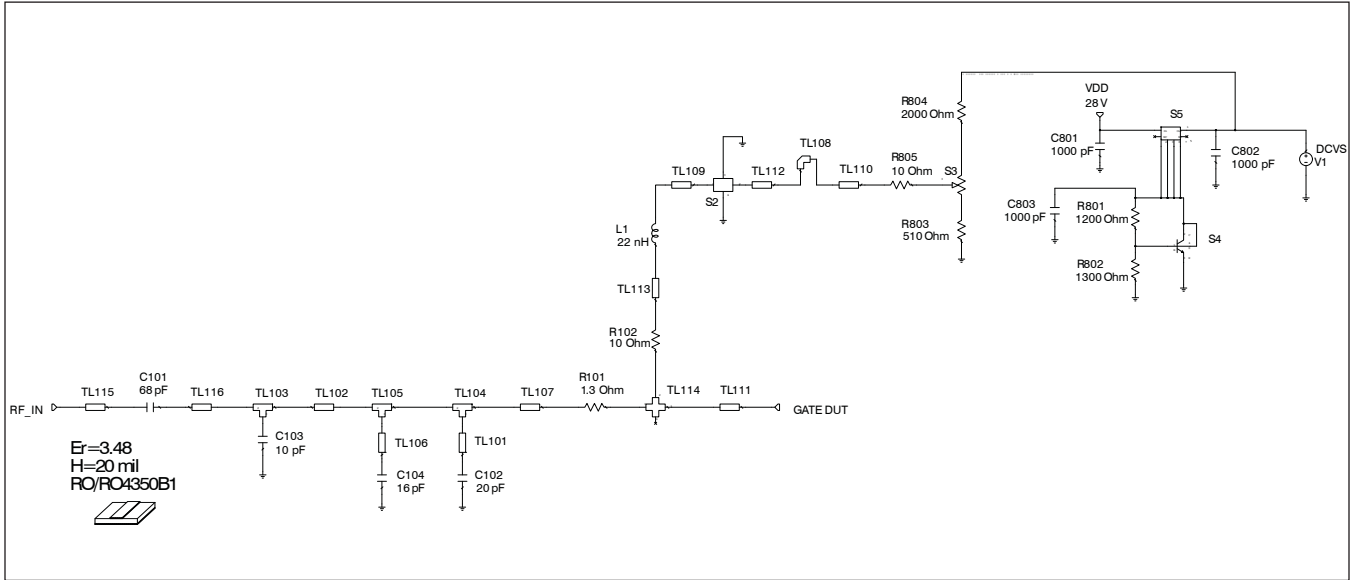 VDD
28 V
S5
R804
2000 Ohm
C801
1000 pF
C802
1000 pF
DCVS
V1
TL108
R805
10 Ohm
TL109
TL112
TL110
S3
S2
C803
1000 pF
R801
1200 Ohm
L1
22 nH
R803
510 Ohm
S4
R802
1300 Ohm
TL113
R102
10 Ohm
C101
68 pF
R101
1.3 Ohm
TL115
TL116
TL103
TL102
TL105
TL104
TL107
TL114
TL111
RF_IN
GATE DUT
C103
10 pF
TL106
TL101
Er=3.48
H=20 mil
RO/RO4350B1
C104
16 pF
C102
20 pF